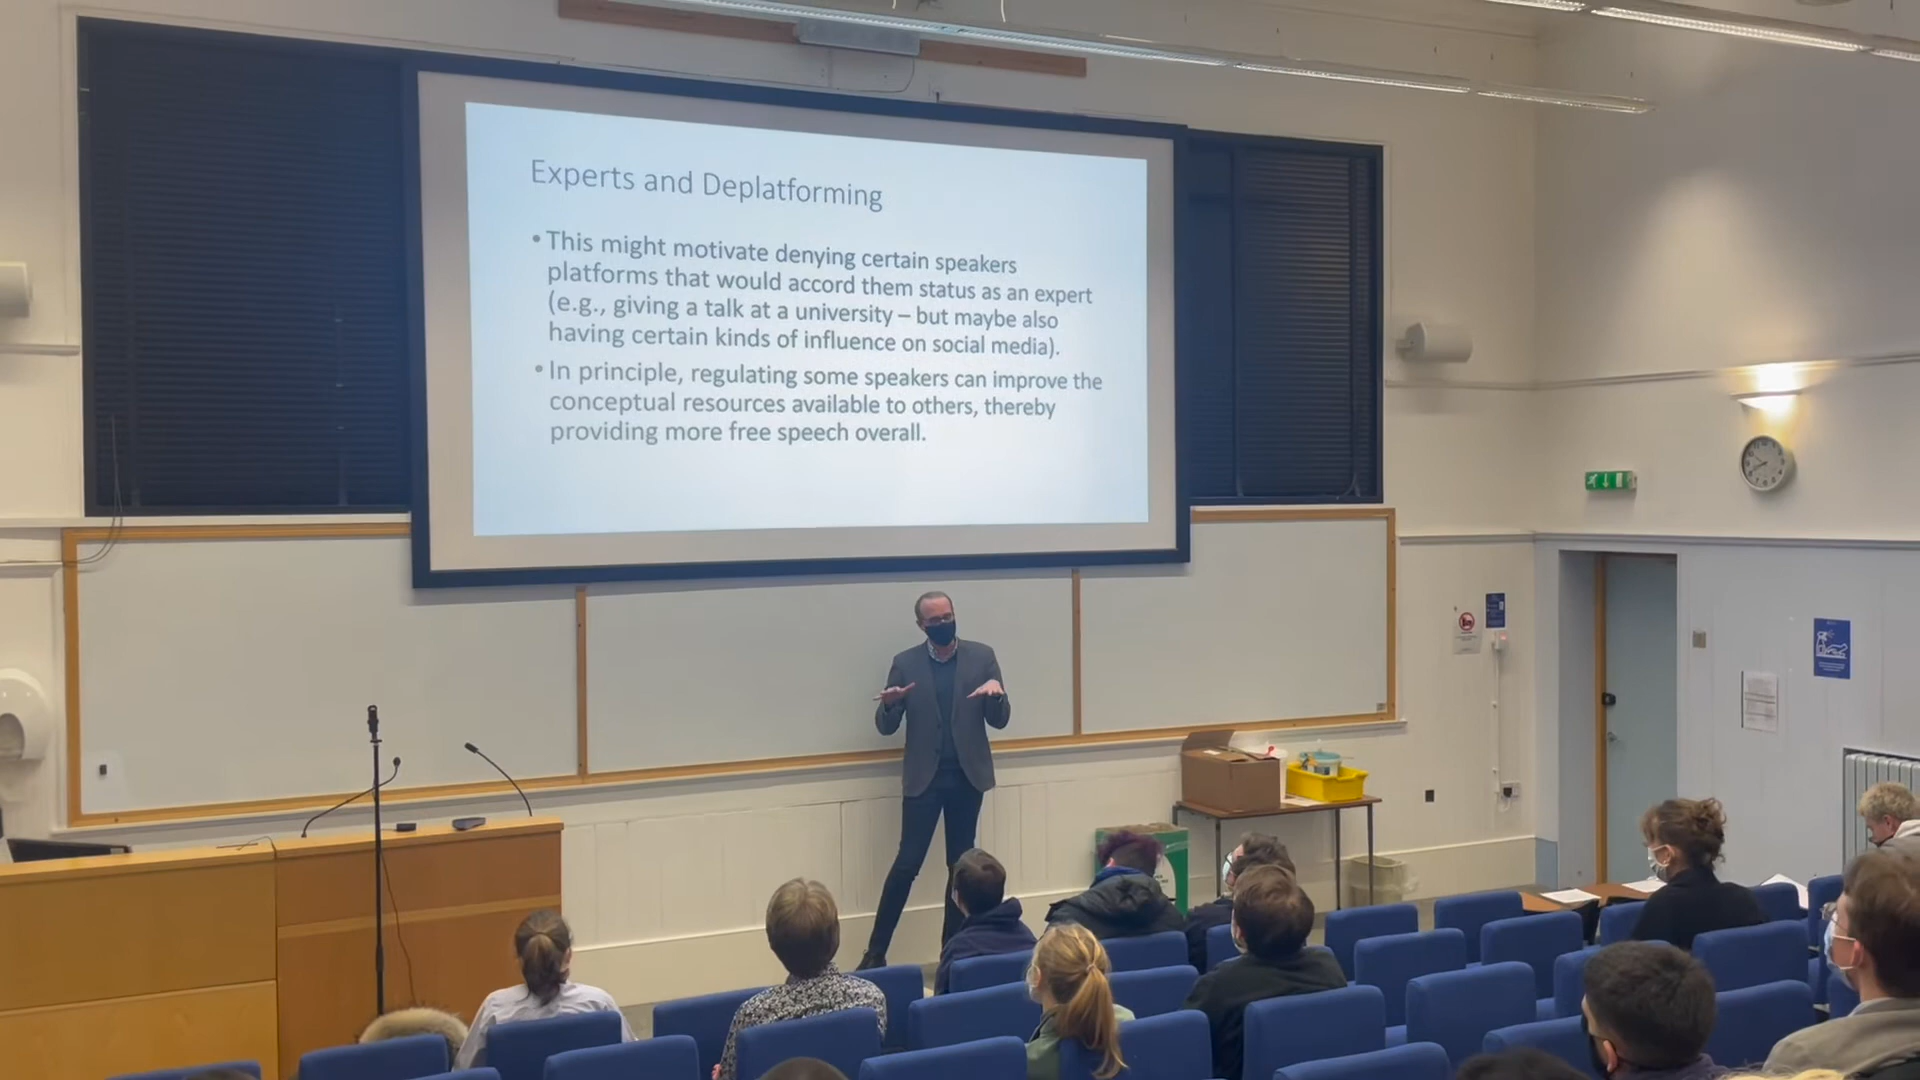 Experts and Deplatforming
• This might motivate denying certain speakers
platforms that would accord them status as an expert
(e.g., giving a talk at a university – but maybe also
having certain kinds of influence on social media).
• In principle, regulating some speakers can improve the
conceptual resources available to others, thereby
providing more free speech overall.